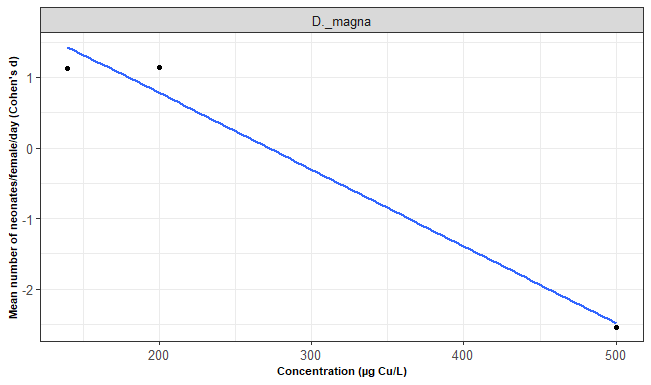 D._magna
Mean number of neonates/female/day (Cohen's d)
1
0
-1
-2
200
300
400
500
Concentration (µg Cu/L)